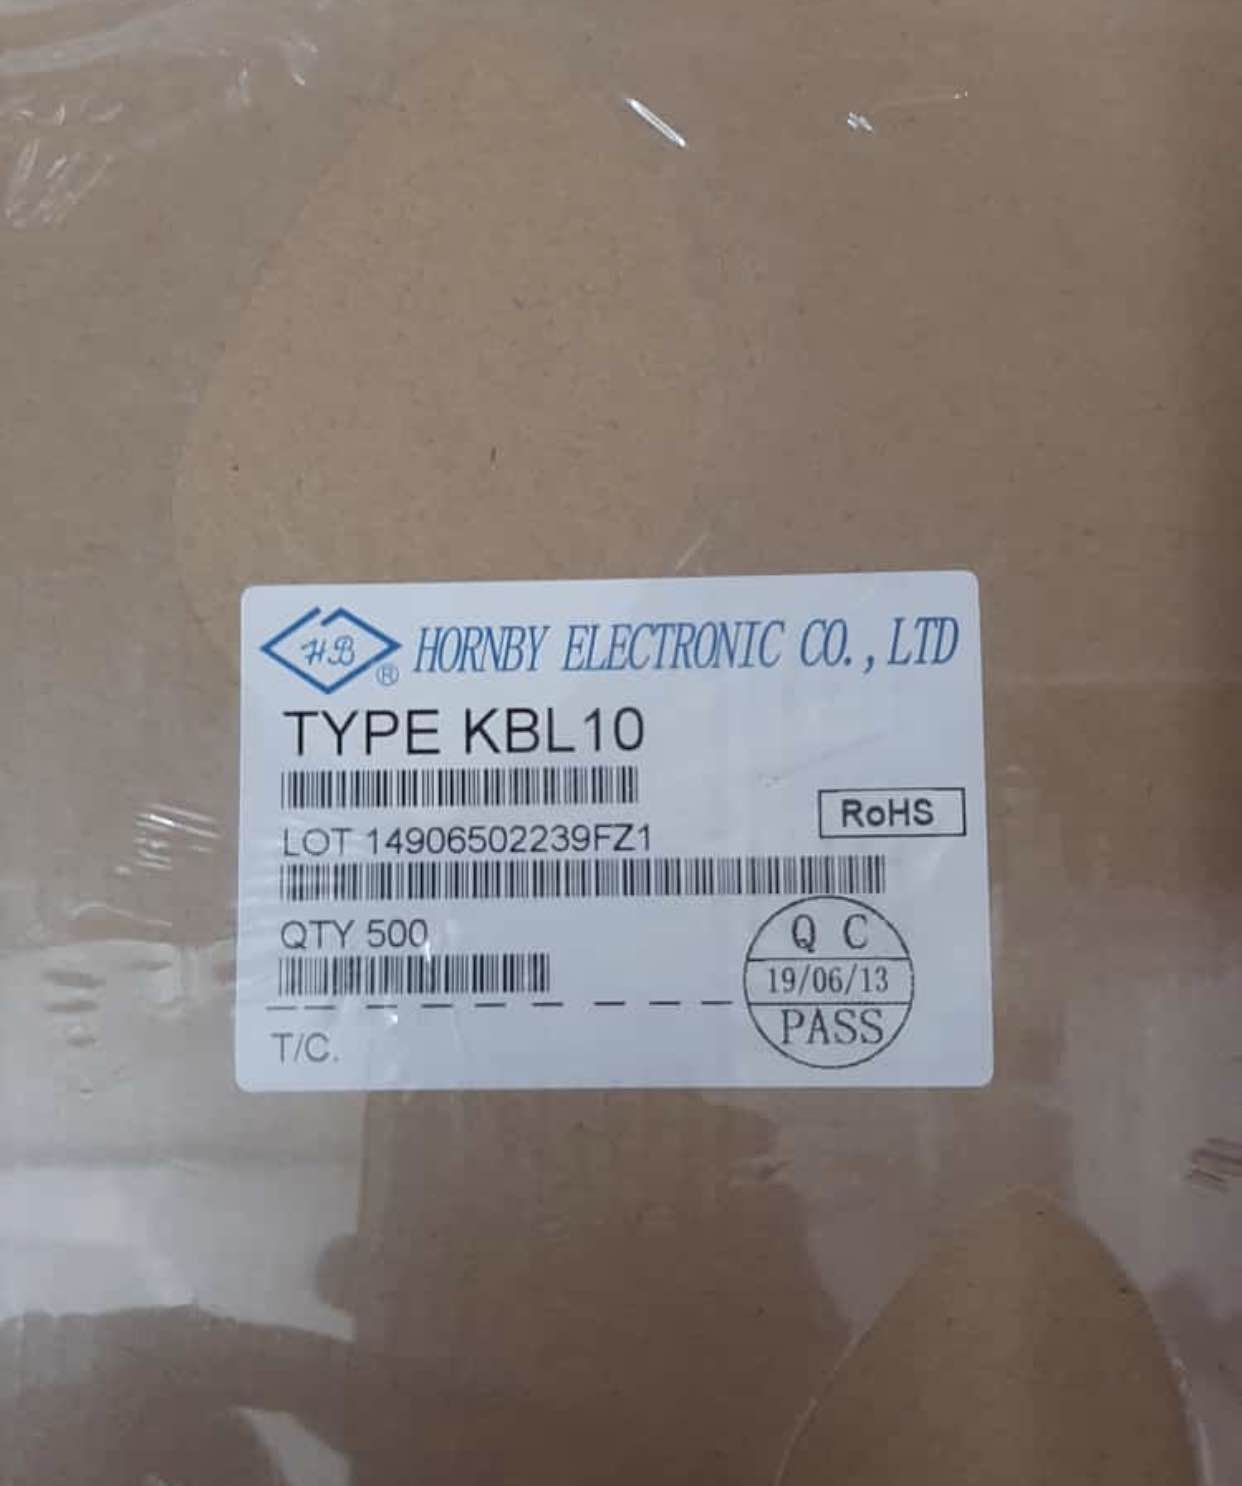 HB® HORNBY ELECTRONIC CO., LTD
TYPE KBL10
RoHS
LOT 14906502239FZ1
QTY 500
Q C
19/06/13
PASS
T/C.